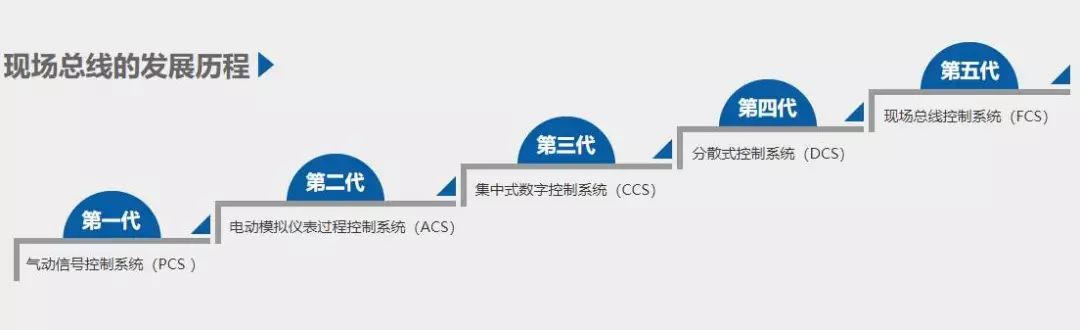 现场总线的发展历程
第一代
气动信号控制系统（PCS ）
第二代
电动模拟仪表过程控制系统（ACS）
第三代
集中式数字控制系统（CCS）
第四代
分散式控制系统（DCS）
第五代
现场总线控制系统（FCS）